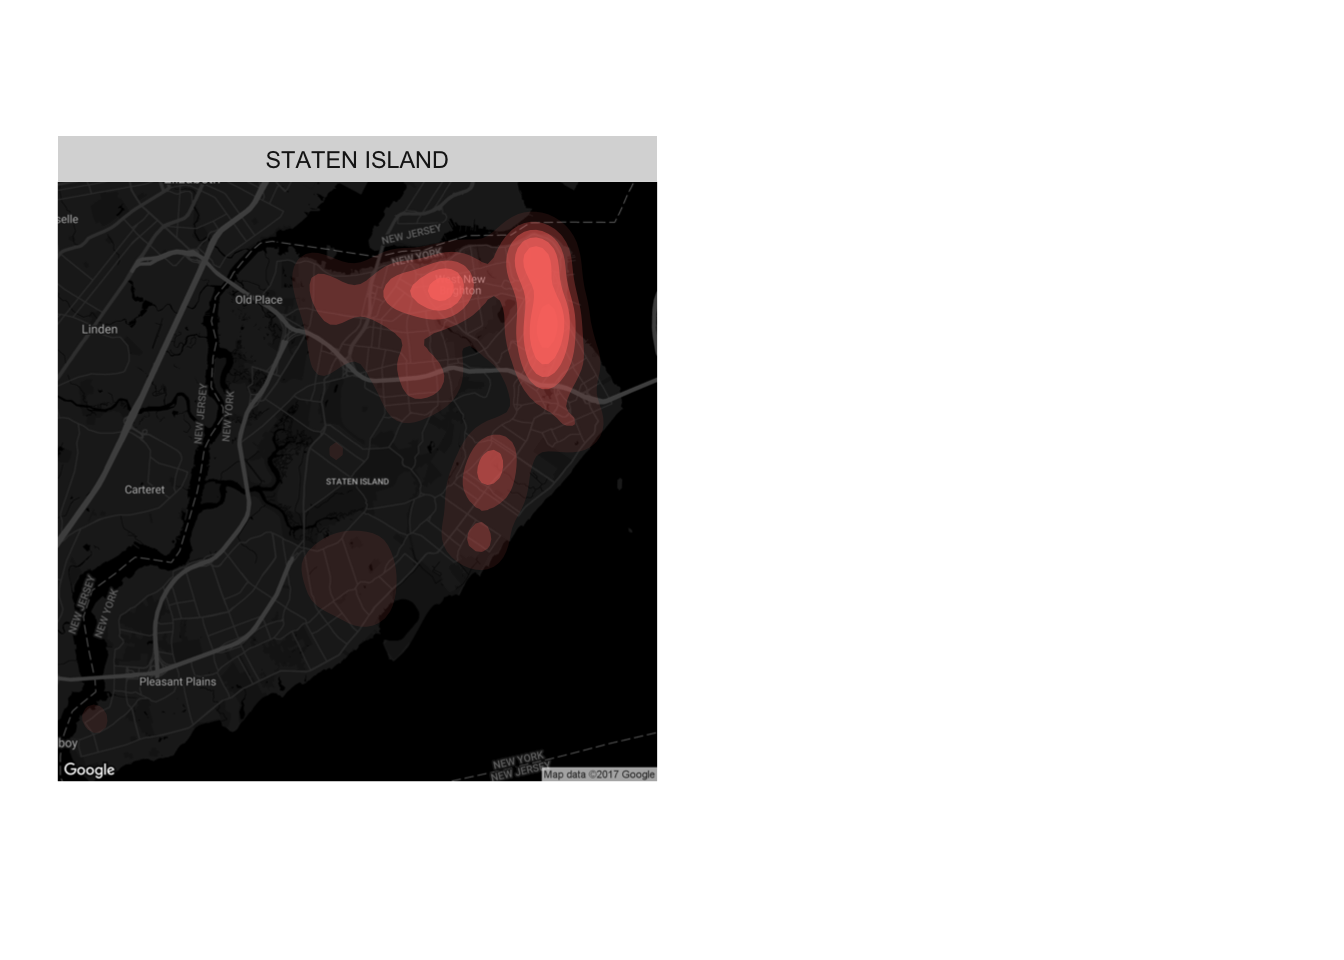 STATEN ISLAND
selle
NEW JERSEY
NEW YORK
New
ton
Old Place
Linden
NEW JERSEY
NEW YORK
STATEN ISLAND
Carteret
NEW JERSEY
NEW YORK
Pleasant Plains
boy
NEW YORK
NEW JERSEY
Google
Map data ©2017 Google